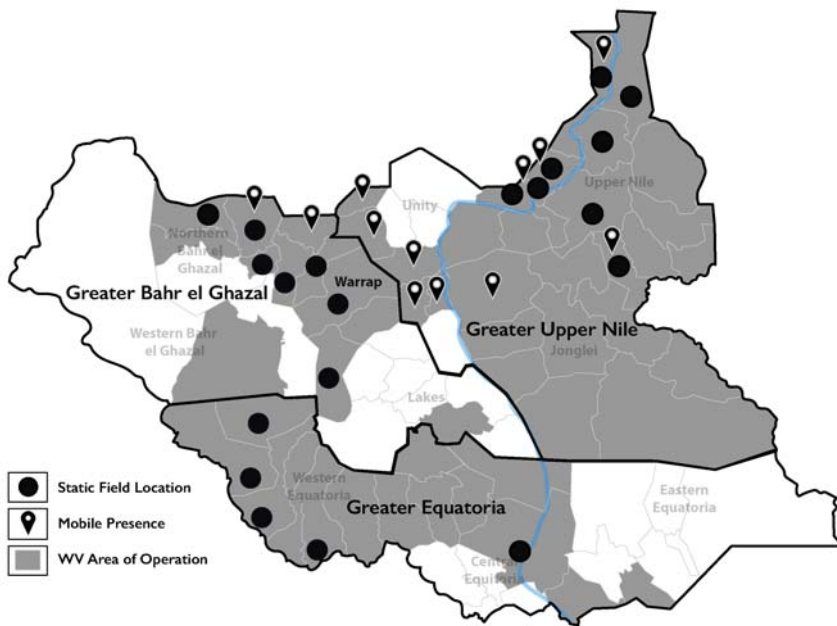 Upper Nile
Unity
Northern
Bahr el
Ghazal
Warrap
Greater Bahr el Ghazal
Greater Upper Nile
Western Bahr
el Ghazal
Jonglei
Lakes
Western
Equatoria
Greater Equatoria
Eastern
Equatoria
Central
Equitoria
Static Field Location
Mobile Presence
WV Area of Operation